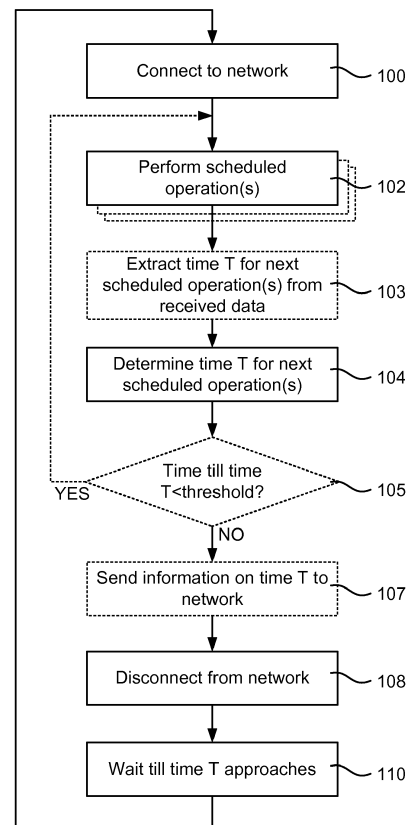 Connect to network
100
Perform scheduled
operation(s)
102
Extract time T for next
scheduled operation(s) from
received data
103
Determine time T for next
scheduled operation(s)
104
Time till time
T<threshold?
105
YES
NO
Send information on time T to
network
107
Disconnect from network
108
Wait till time T approaches
110